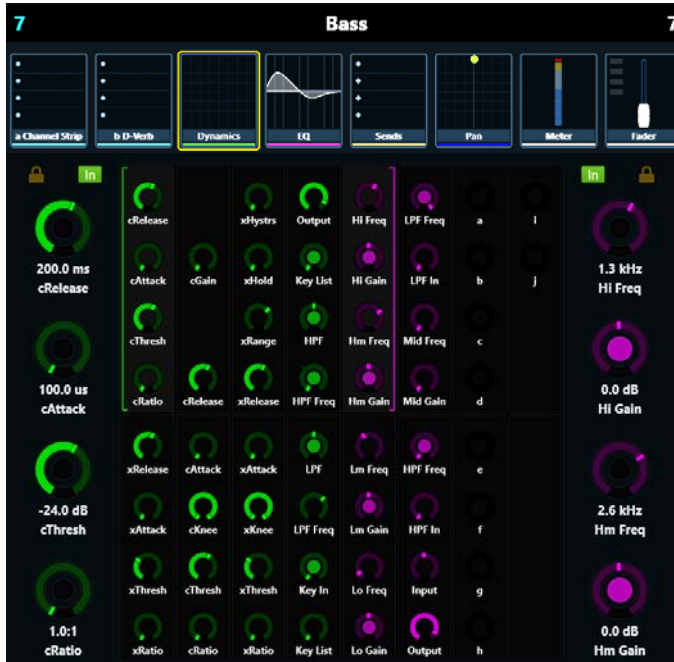 7 Bass 7
a Channel Strip b D-Verb Dynamics EQ Sends Pan Meter Fader
In In
cRelease xHystrs Output Hi Freq LPF Freq a i
200.0 ms 1.3 kHz
cRelease Hi Freq
cAttack cGain xHold Key List Hi Gain LPF In b j
cThresh xRange HPF Hm Freq Mid Freq c
100.0 us 0.0 dB
cAttack Hi Gain
cRatio cRelease xRelease HPF Freq Hm Gain Mid Gain d
xRelease cAttack xAttack LPF Lm Freq HPF Freq e
-24.0 dB 2.6 kHz
cThresh Hm Freq
xAttack cKnee xKnee LPF Freq Lm Gain HPF In f
xThresh cThresh xThresh Key In Lo Freq Input g
1.0:1 0.0 dB
cRatio Hm Gain
xRatio cRatio xRatio Key List Lo Gain Output h